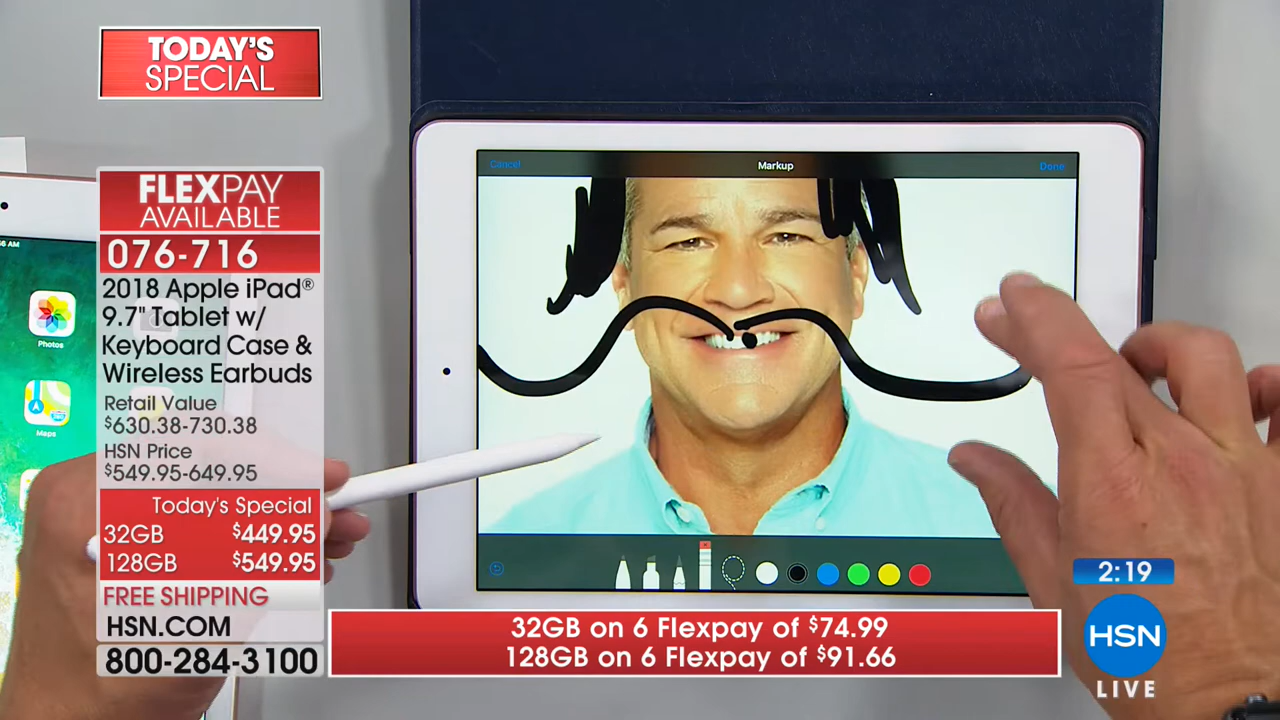 TODAY'S
SPECIAL
FLEXPAY
AVAILABLE
076-716
2018 Apple iPad®
9.7" Tablet w/
Keyboard Case &
Wireless Earbuds
Retail Value
$630.38-730.38
HSN Price
$549.95-649.95
Today's Special
32GB $449.95
128GB $549.95
FREE SHIPPING
HSN.COM
800-284-3100
AM
Photos
Maps
Cancel Markup Done
32GB on 6 Flexpay of $74.99
128GB on 6 Flexpay of $91.66
2:19
HSN
LIVE